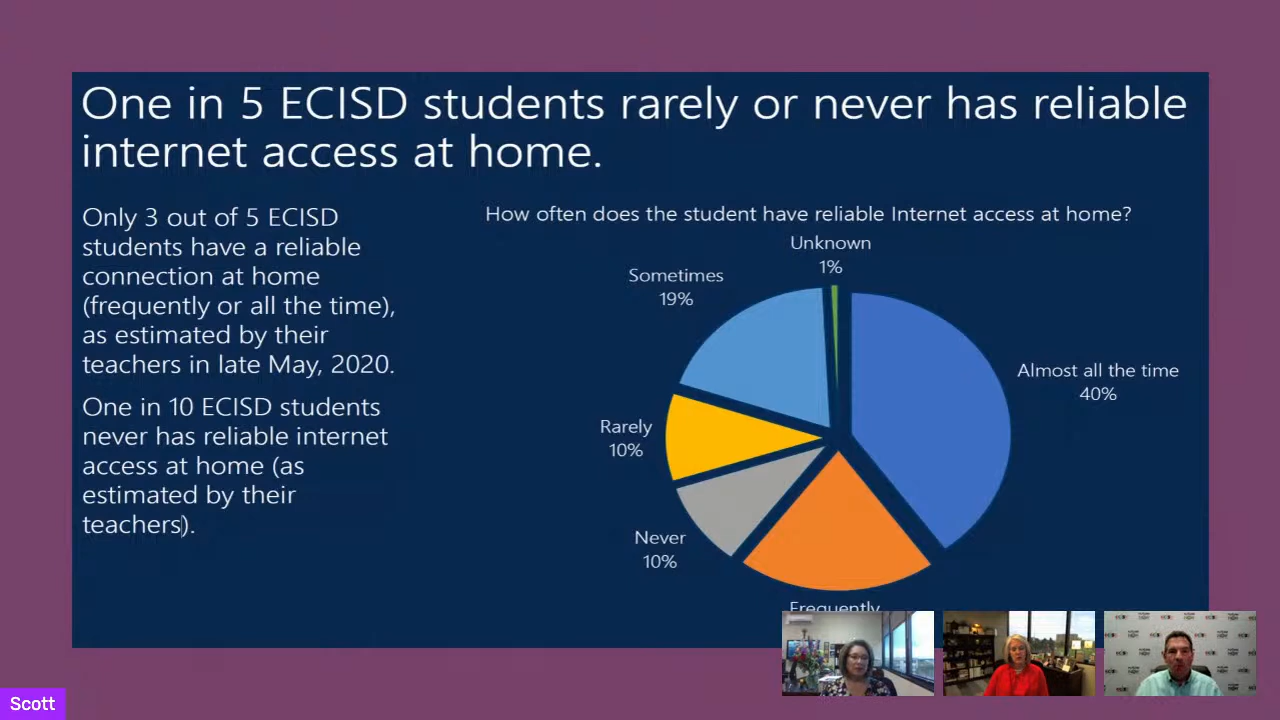 One in 5 ECISD students rarely or never has reliable
internet access at home.
Only 3 out of 5 ECISD
students have a reliable
connection at home
(frequently or all the time),
as estimated by their
teachers in late May, 2020.
One in 10 ECISD students
never has reliable internet
access at home (as
estimated by their
teachers).
How often does the student have reliable Internet access at home?
Unknown
1%
Sometimes
19%
Almost all the time
40%
Rarely
10%
Never
10%
Frequently
Scott